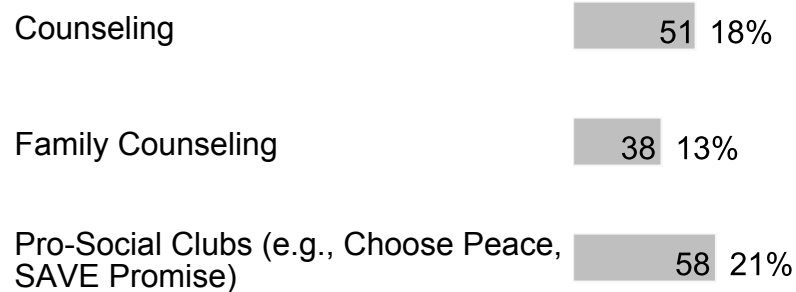 Counseling 51 18%
Family Counseling 38 13%
Pro-Social Clubs (e.g., Choose Peace,
SAVE Promise) 58 21%